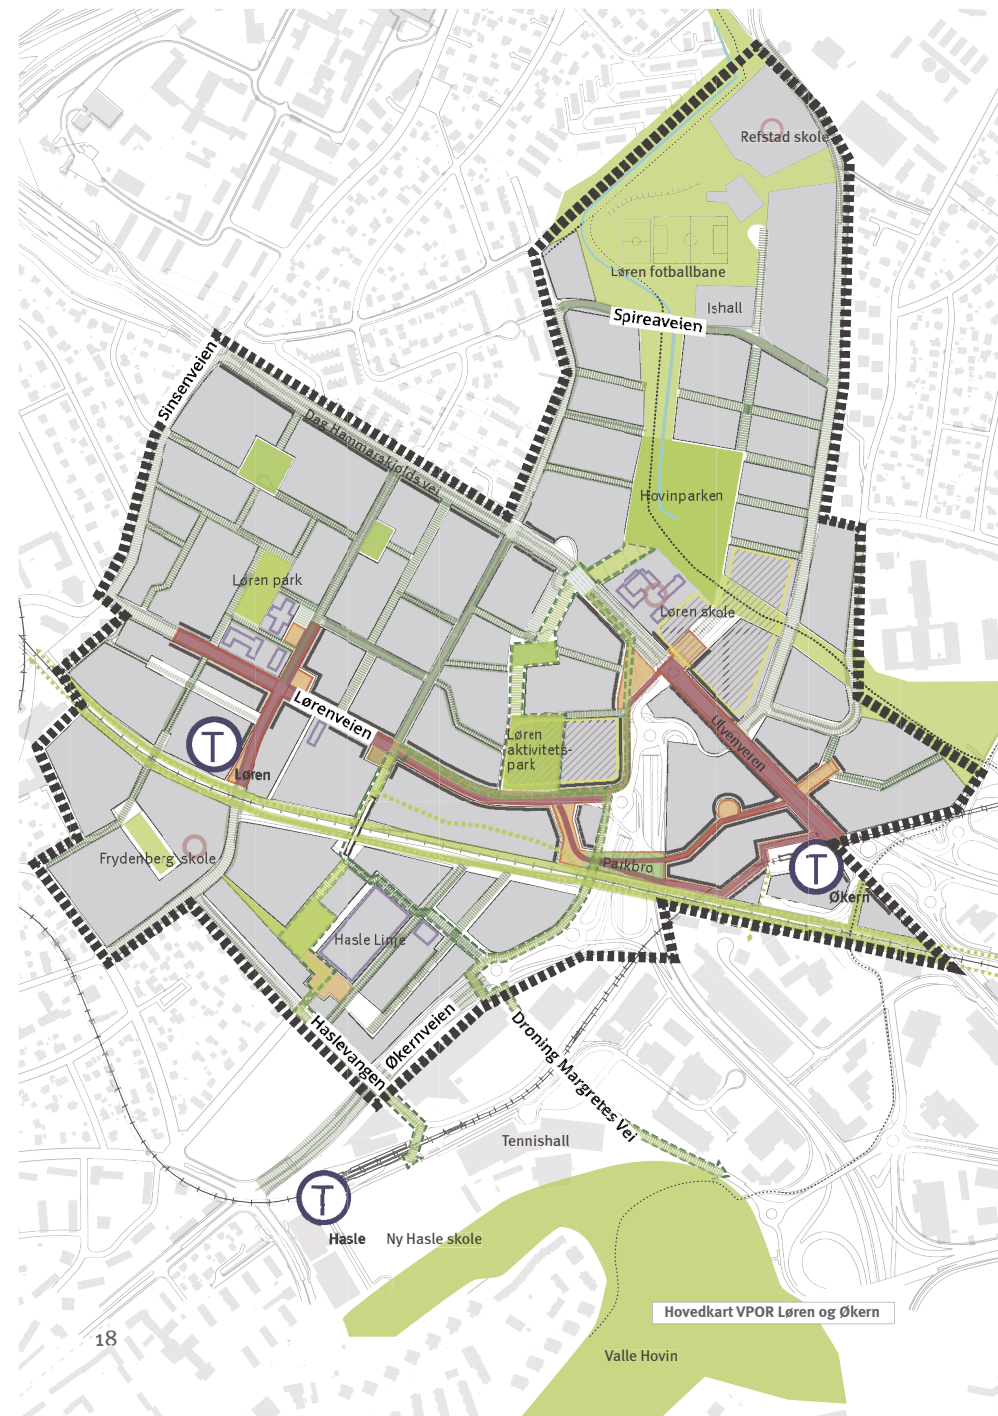 Refstad skole
Løren fotballbane
Ishall
Spireaveien
Sinsenveien
Dag Hammarskjølds vei
Hovinparken
Løren park
Løren skole
Lørenveien
Løren
aktivitets-
park
Ulvenveien
T
Løren
Frydenberg skole
Parkbro
T
Økern
Hasle Linje
Haslevangen
Økernveien
Dronning Margretes Vei
Tennishall
T
Hasle
Ny Hasle skole
Hovedkart VPOR Løren og Økern
18
Valle Hovin